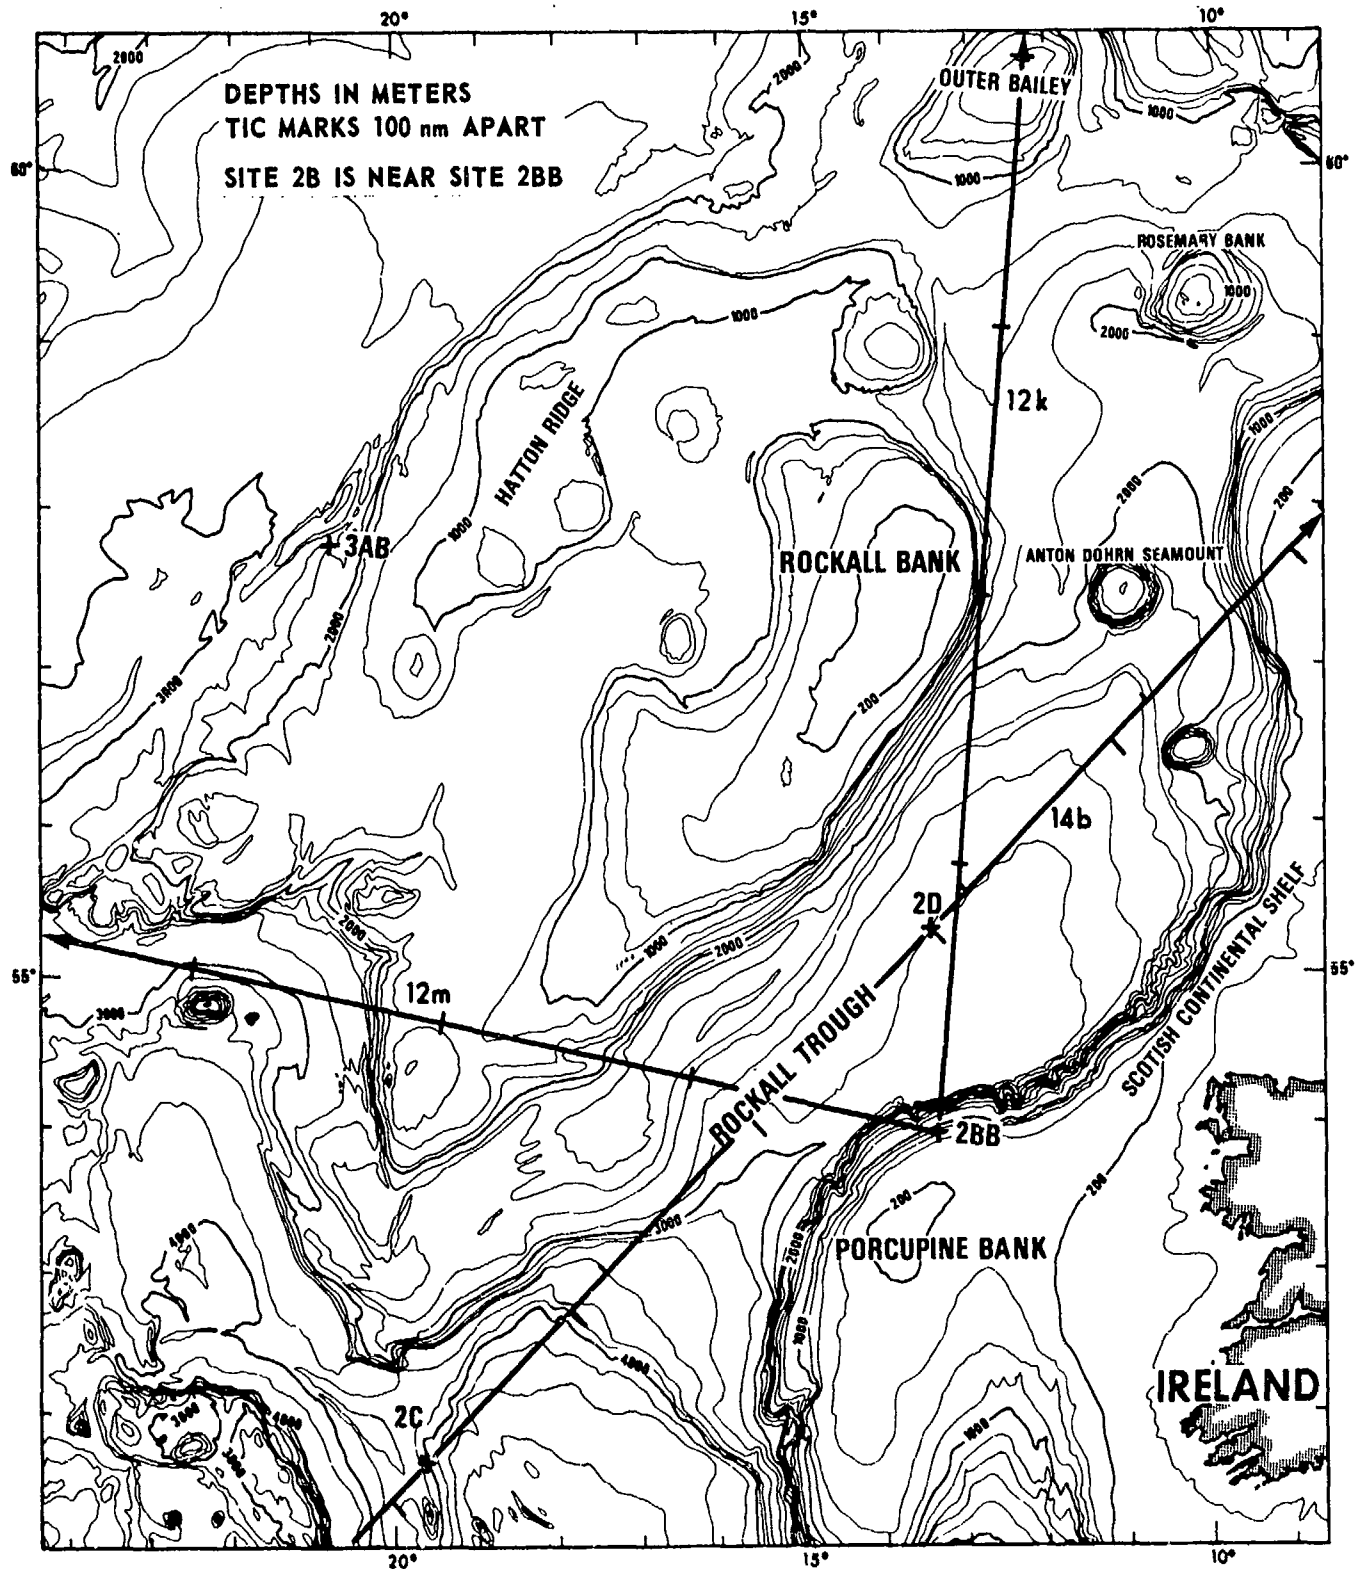 20° 15° 10°
2000
2000
DEPTHS IN METERS
TIC MARKS 100 nm APART
SITE 2B IS NEAR SITE 2BB
OUTER BAILEY
1000
60° 60°
1000
ROSEMARY BANK
1000
2000
1000
12k
HATTON RIDGE
1000
1000
2000
200
3AB
ROCKALL BANK
ANTON DOHRN SEAMOUNT
2000
3000
200
14b
2D
SCOTISH CONTINENTAL SHELF
2000
1000
2000
55° 55°
12m
3000
ROCKALL TROUGH
2BB
200
200
4000
3000
2000
PORCUPINE BANK
1000
4000
IRELAND
2C
3000
4000
3000
1000
20° 15° 10°